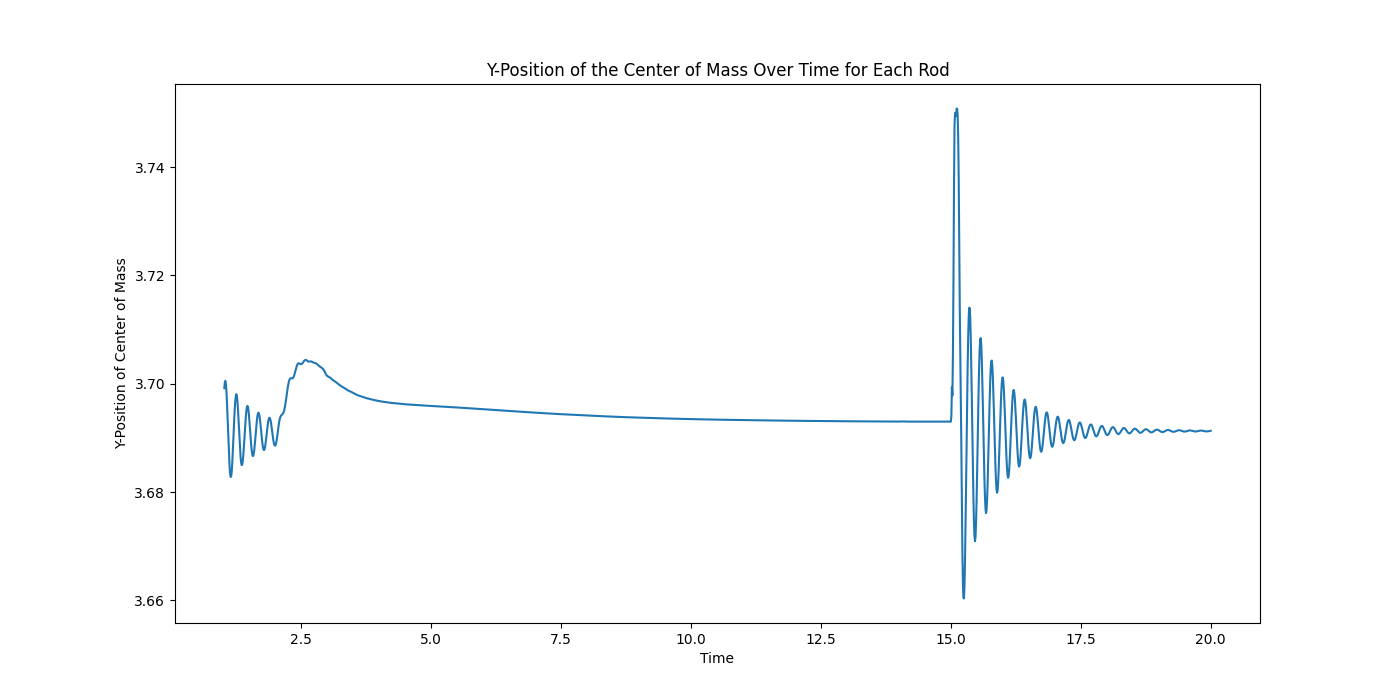 Y-Position of the Center of Mass Over Time for Each Rod
Y-Position of Center of Mass
3.74
3.72
3.70
3.68
3.66
2.5 5.0 7.5 10.0 12.5 15.0 17.5 20.0
Time